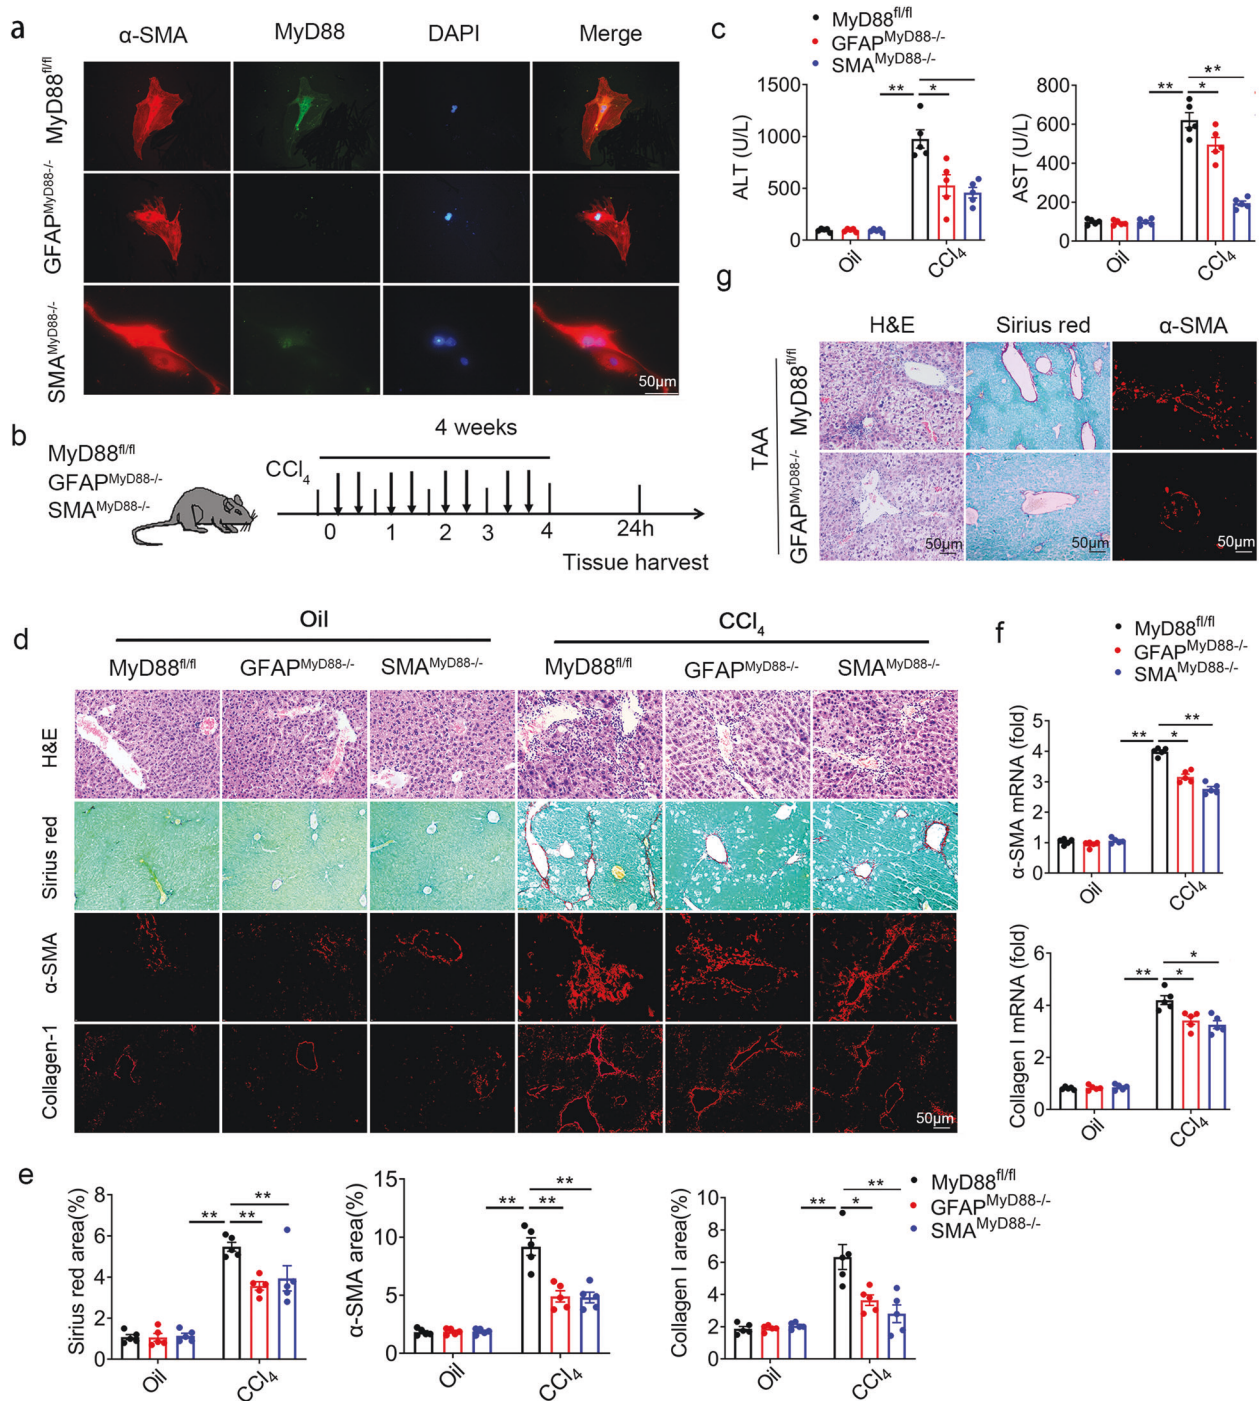 a
α-SMA MyD88 DAPI Merge
MyD88fl/fl
GFAPMyD88-/-
SMAMyD88-/-
50μm
b
MyD88fl/fl
GFAPMyD88-/-
SMAMyD88-/-
4 weeks
CCl4
0 1 2 3 4 24h
Tissue harvest
c
MyD88fl/fl
GFAPMyD88-/-
SMAMyD88-/-
ALT (U/L)
1500
1000
500
0
** *
Oil CCl4
AST (U/L)
800
600
400
200
0
** * **
Oil CCl4
g
H&E Sirius red α-SMA
TAA
MyD88fl/fl
GFAPMyD88-/-
50μm 50μm 50μm
d
Oil CCl4
MyD88fl/fl GFAPMyD88-/- SMAMyD88-/- MyD88fl/fl GFAPMyD88-/- SMAMyD88-/-
H&E
Sirius red
α-SMA
Collagen-1
50μm
f
MyD88fl/fl
GFAPMyD88-/-
SMAMyD88-/-
α-SMA mRNA (fold)
5
4
3
2
1
0
** * **
Oil CCl4
Collagen I mRNA (fold)
6
4
2
0
** * *
Oil CCl4
e
Sirius red area(%)
8
6
4
2
0
** ** **
Oil CCl4
α-SMA area(%)
15
10
5
0
** ** **
Oil CCl4
Collagen I area(%)
10
8
6
4
2
0
** * **
Oil CCl4
MyD88fl/fl
GFAPMyD88-/-
SMAMyD88-/-